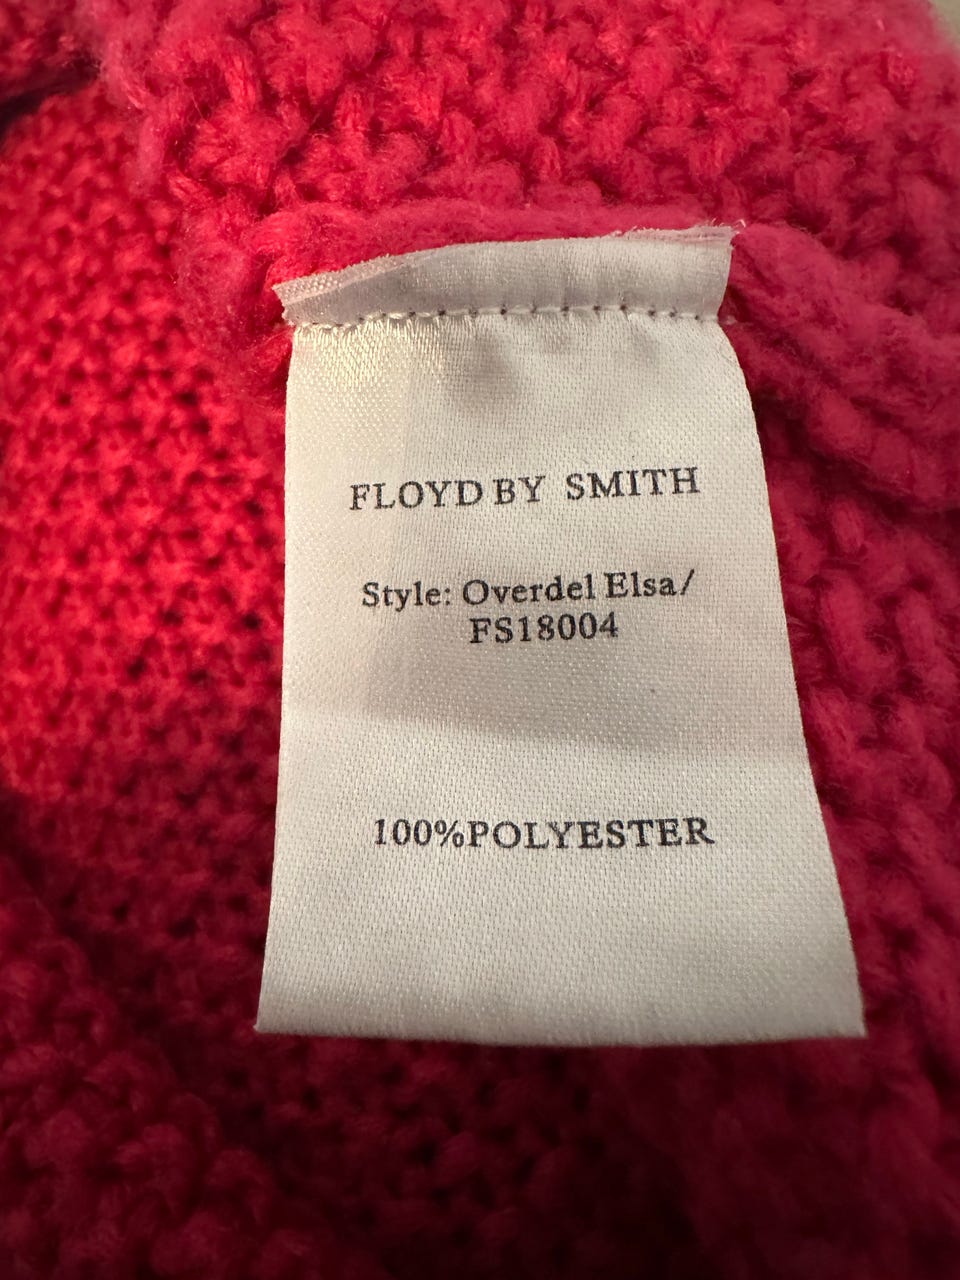 FLOYD BY SMITH
Style: Overdel Elsa/
FS18004
100%POLYESTER